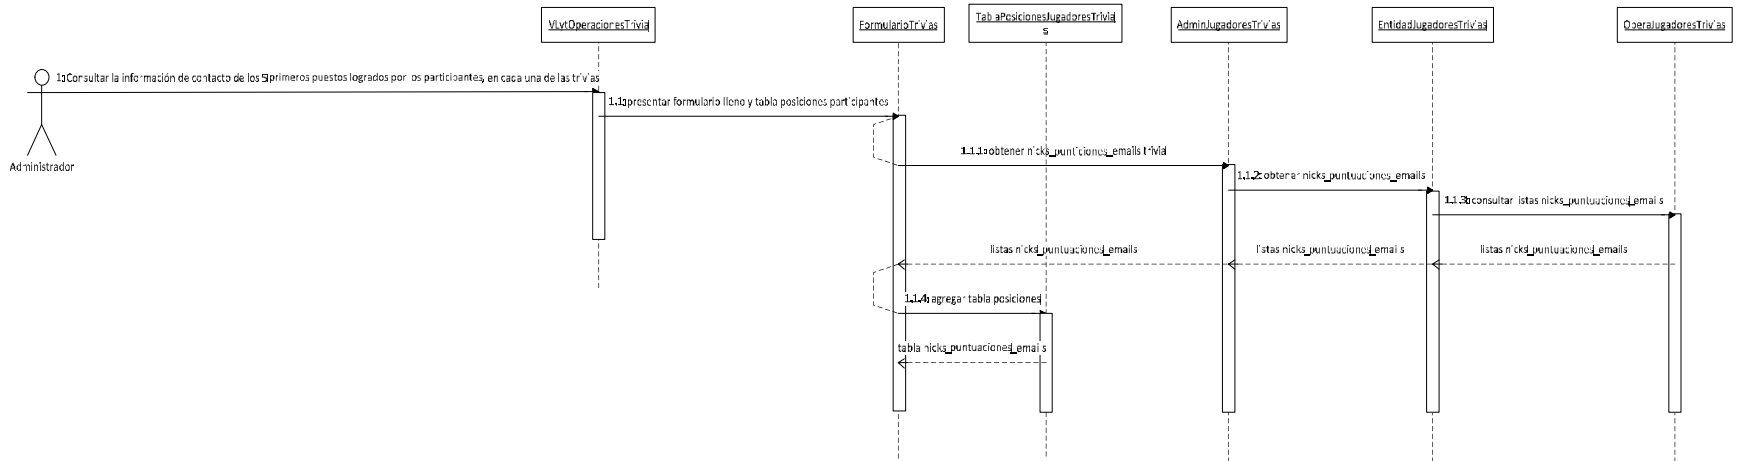 VLytOperacionesTrivia
FormularioTrivias
TablaPosicionesJugadoresTrivia
s
AdminJugadoresTrivias
EntidadJugadoresTrivias
OperaJugadoresTrivias
1: Consultar la información de contacto de los 5 primeros puestos logrados por los participantes, en cada una de las trivias
1.1: presentar formulario lleno y tabla posiciones participantes
Administrador
1.1.1: obtener nicks_punticiones_emails trivia
1.1.2: obtener nicks_puntuaciones_emails
1.1.3: consultar listas nicks_puntuaciones_emails
listas nicks_puntuaciones_emails
listas nicks_puntuaciones_emails
listas nicks_puntuaciones_emails
1.1.4: agregar tabla posiciones
tabla nicks_puntuaciones_emails